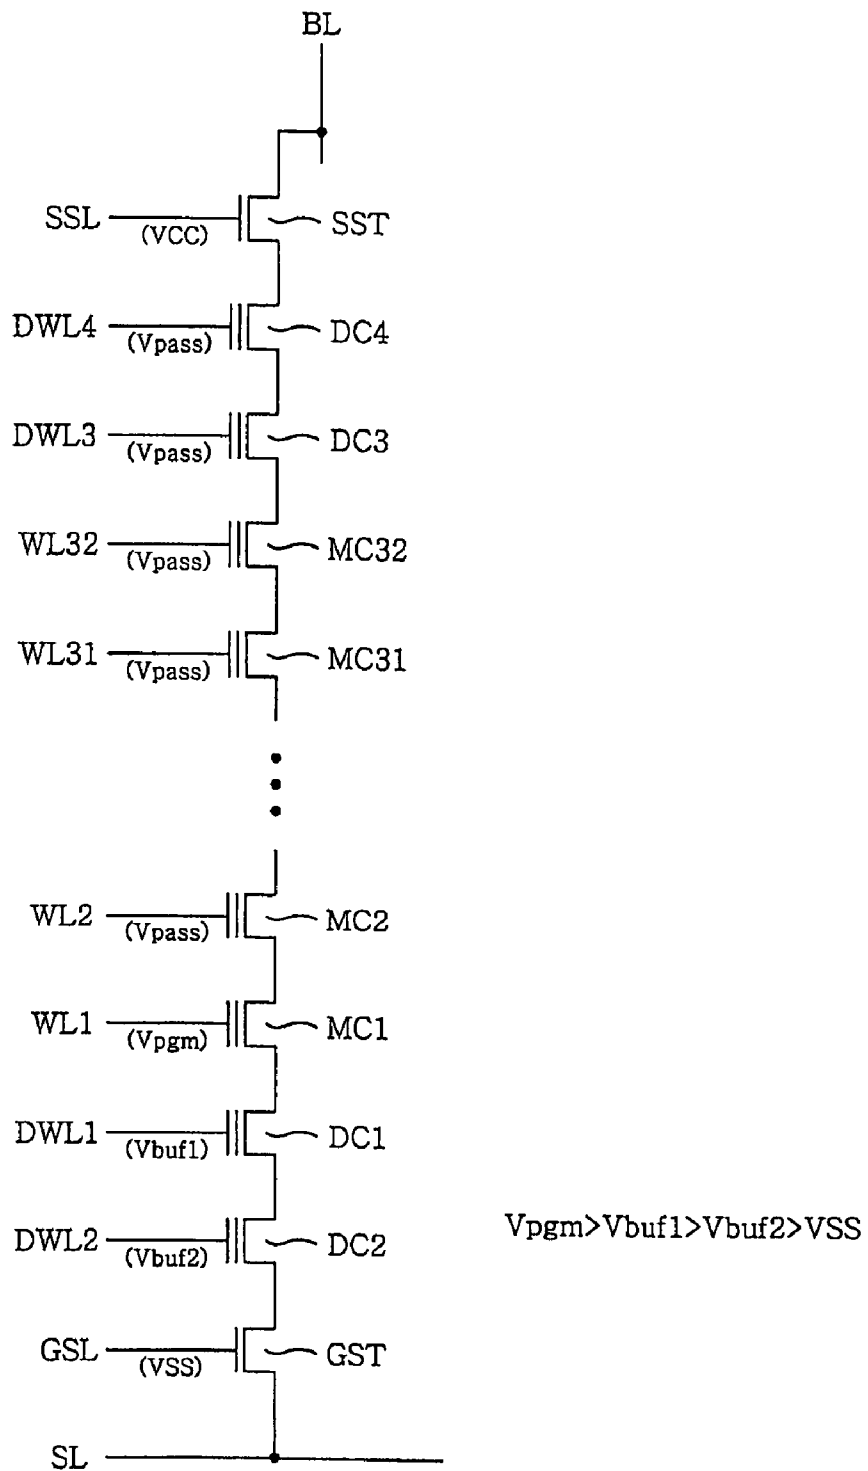 BL
SSL (VCC) SST
DWL4 (Vpass) DC4
DWL3 (Vpass) DC3
WL32 (Vpass) MC32
WL31 (Vpass) MC31
WL2 (Vpass) MC2
WL1 (Vpgm) MC1
DWL1 (Vbuf1) DC1
DWL2 (Vbuf2) DC2
Vpgm>Vbuf1>Vbuf2>VSS
GSL (VSS) GST
SL